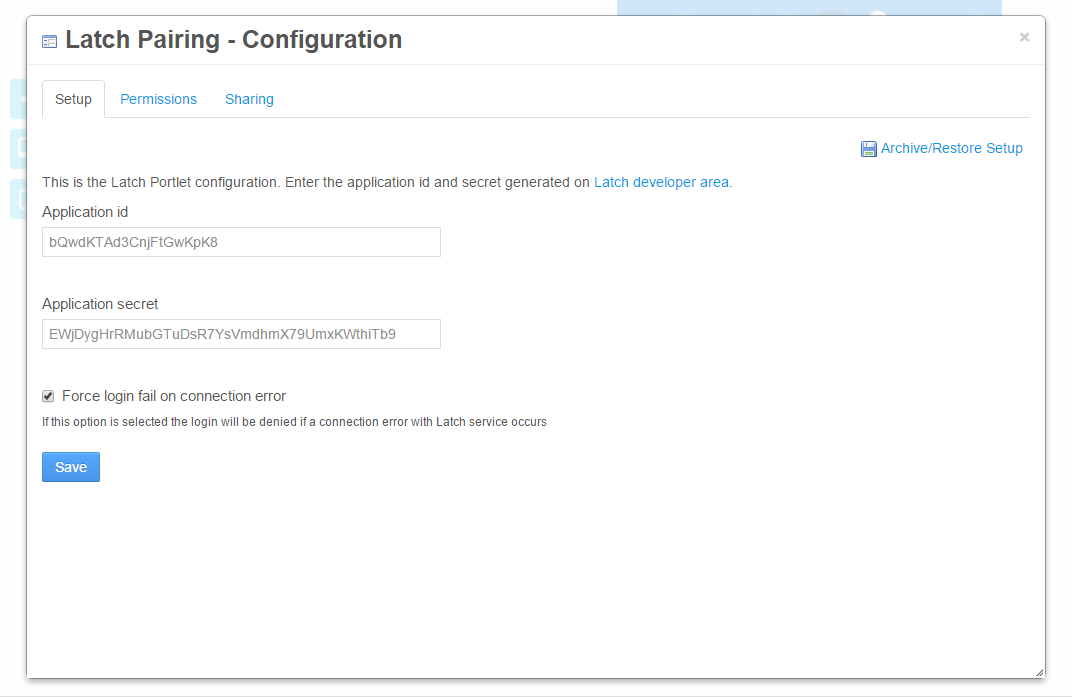 Latch Pairing - Configuration
×
Setup Permissions Sharing
Archive/Restore Setup
This is the Latch Portlet configuration. Enter the application id and secret generated on Latch developer area.
Application id
bQwdKTAd3CnjFtGwKpK8
Application secret
EWjDygHrRMubGTuDsR7YsVmdhmX79UmxKWthiTb9
Force login fail on connection error
If this option is selected the login will be denied if a connection error with Latch service occurs
Save